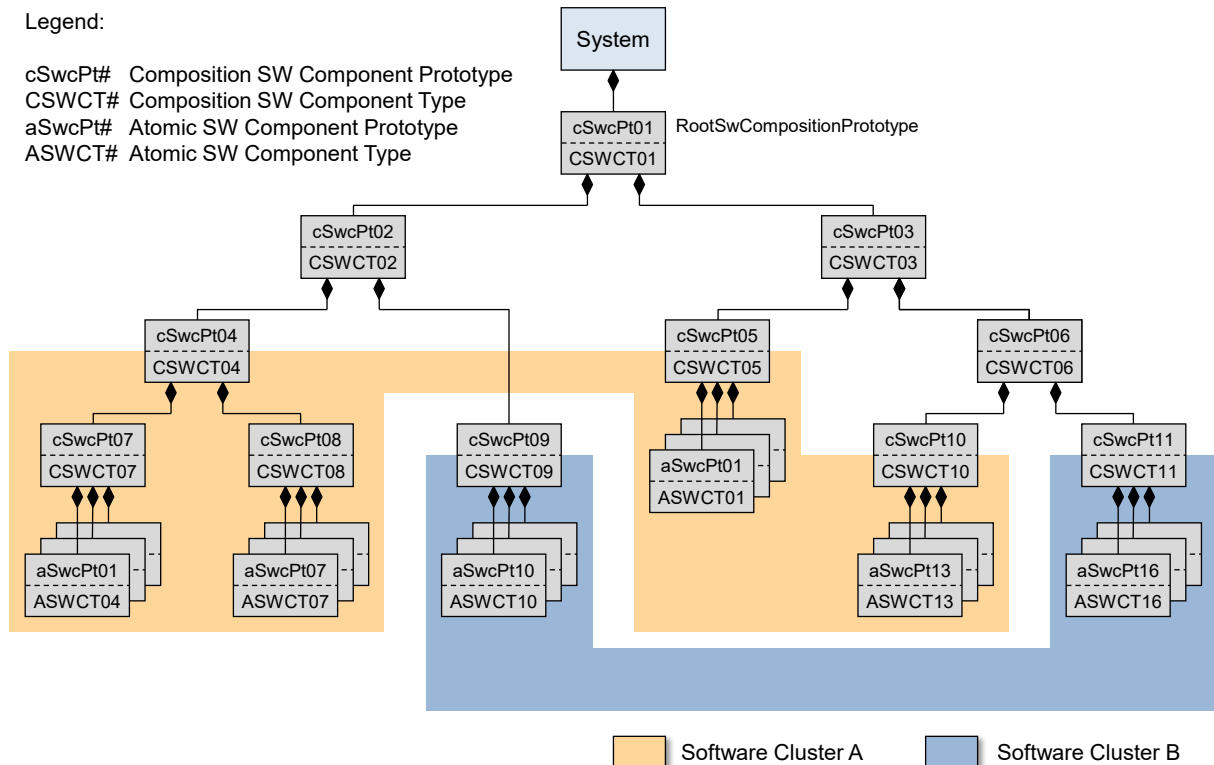 Legend:
cSwcPt# Composition SW Component Prototype
CSWCT# Composition SW Component Type
aSwcPt# Atomic SW Component Prototype
ASWCT# Atomic SW Component Type
System
cSwcPt01
CSWCT01
RootSwCompositionPrototype
cSwcPt02
CSWCT02
cSwcPt03
CSWCT03
cSwcPt04
CSWCT04
cSwcPt05
CSWCT05
cSwcPt06
CSWCT06
cSwcPt07
CSWCT07
cSwcPt08
CSWCT08
cSwcPt09
CSWCT09
aSwcPt01
ASWCT01
cSwcPt10
CSWCT10
cSwcPt11
CSWCT11
aSwcPt01
ASWCT04
aSwcPt07
ASWCT07
aSwcPt10
ASWCT10
aSwcPt13
ASWCT13
aSwcPt16
ASWCT16
Software Cluster A
Software Cluster B